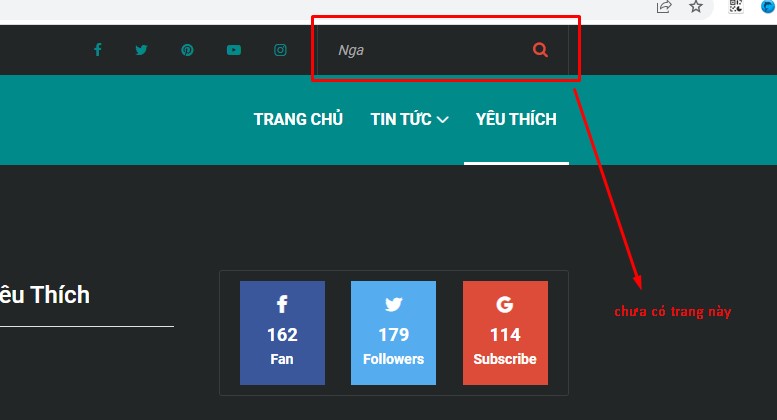 Nga
TRANG CHỦ TIN TỨC YÊU THÍCH
êu Thích
162 179 114
Fan Followers Subscribe
chưa có trang này